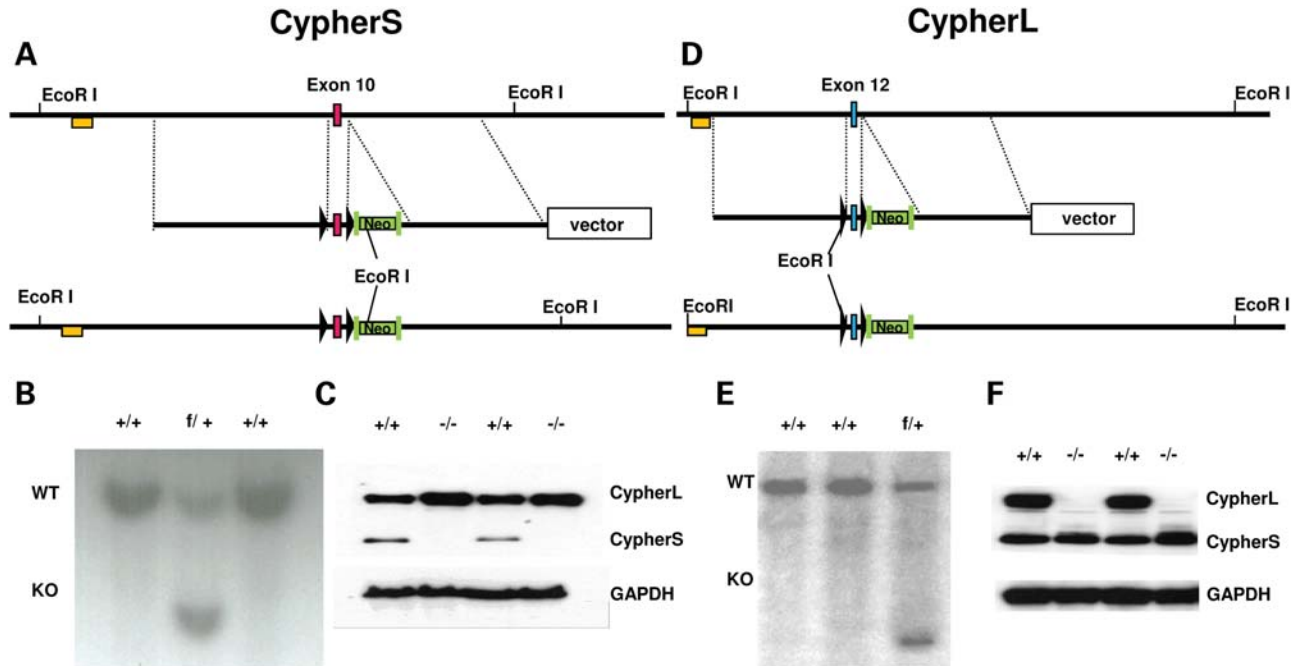 CypherS
CypherL
A
EcoR I
Exon 10
EcoR I
Neo
vector
EcoR I
EcoR I
Neo
EcoR I
D
EcoR I
Exon 12
EcoR I
Neo
vector
EcoR I
EcoRI
Neo
EcoR I
B
+/+ f/+ +/+
WT
KO
C
+/+ -/- +/+ -/-
CypherL
CypherS
GAPDH
E
+/+ +/+ f/+
WT
KO
F
+/+ -/- +/+ -/-
CypherL
CypherS
GAPDH